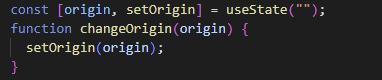 const [origin, setOrigin] = useState("");
function changeOrigin(origin) {
  setOrigin(origin);
}